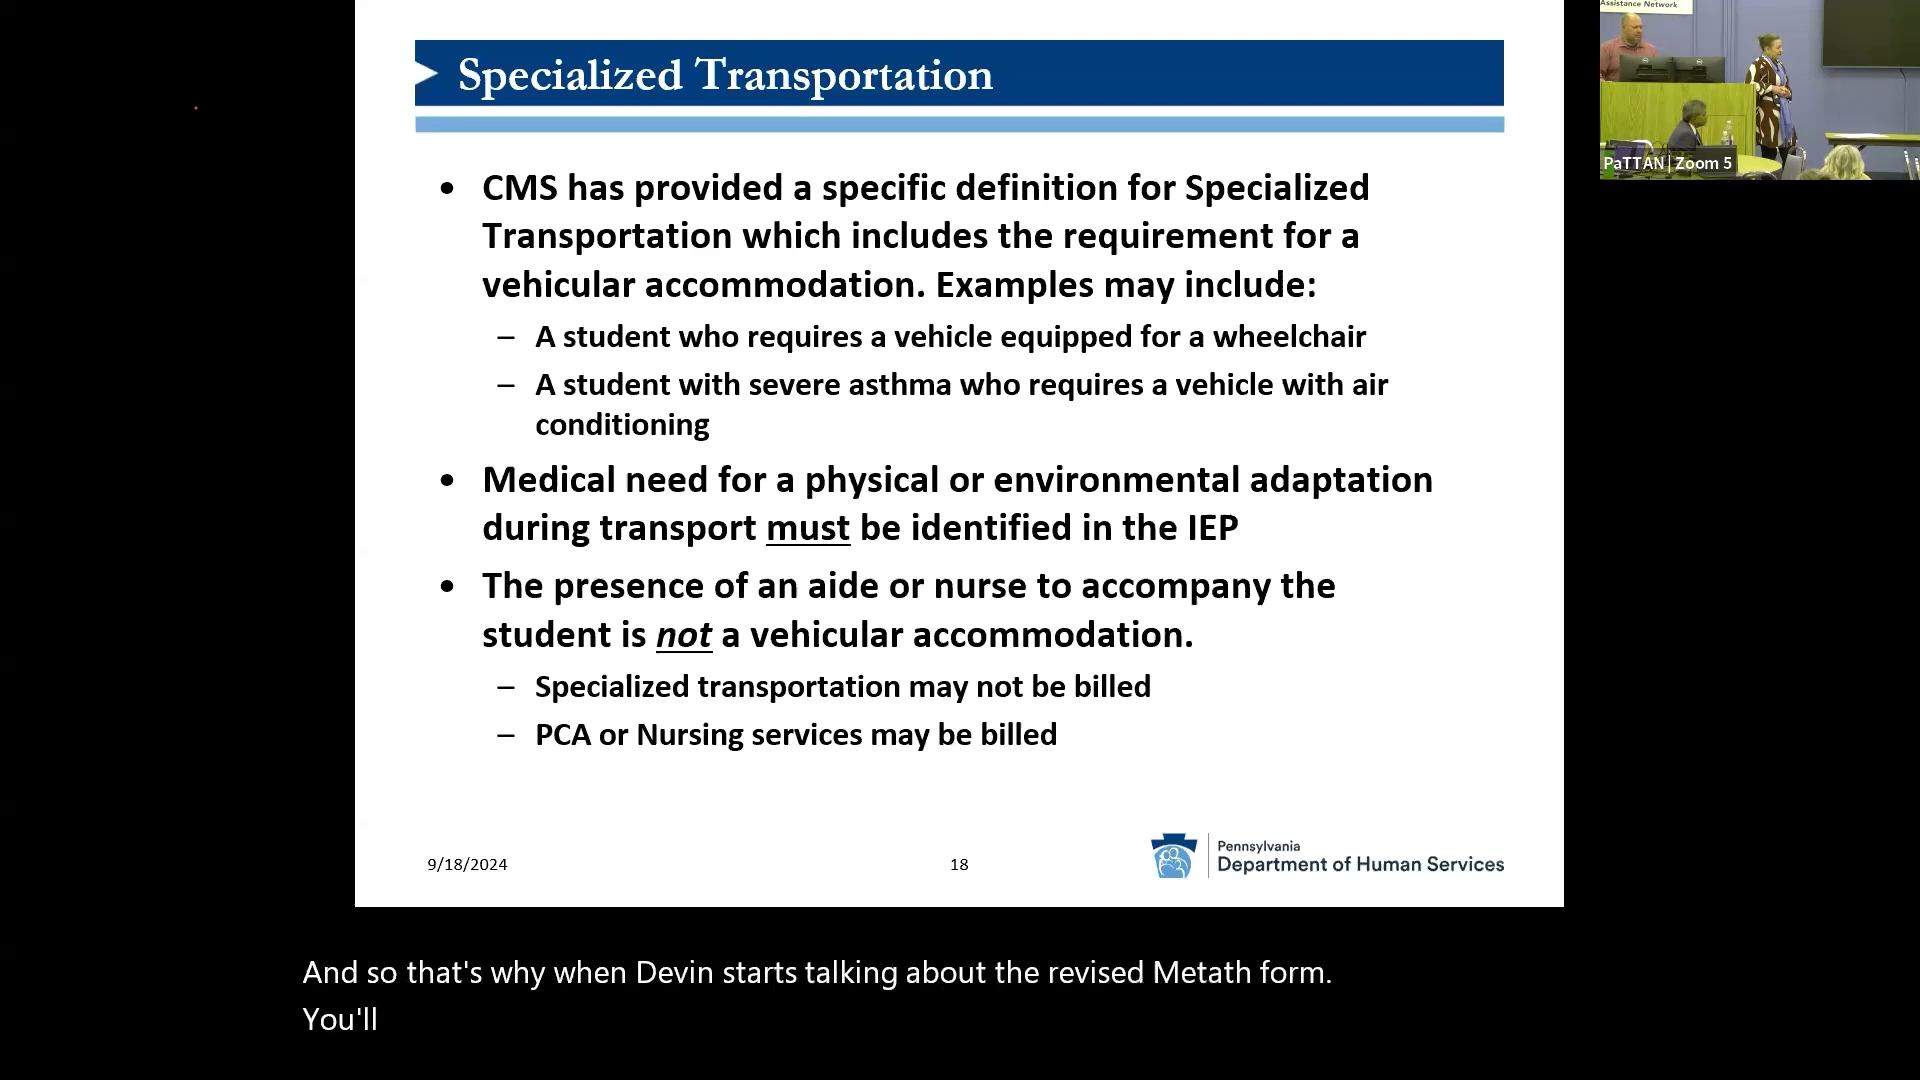 Assistance Network
Specialized Transportation
• CMS has provided a specific definition for Specialized
Transportation which includes the requirement for a
vehicular accommodation. Examples may include:
– A student who requires a vehicle equipped for a wheelchair
– A student with severe asthma who requires a vehicle with air
conditioning
• Medical need for a physical or environmental adaptation
during transport must be identified in the IEP
• The presence of an aide or nurse to accompany the
student is not a vehicular accommodation.
– Specialized transportation may not be billed
– PCA or Nursing services may be billed
PaTTAN | Zoom 5
9/18/2024
18
Pennsylvania
Department of Human Services
And so that's why when Devin starts talking about the revised Metath form.
You'll